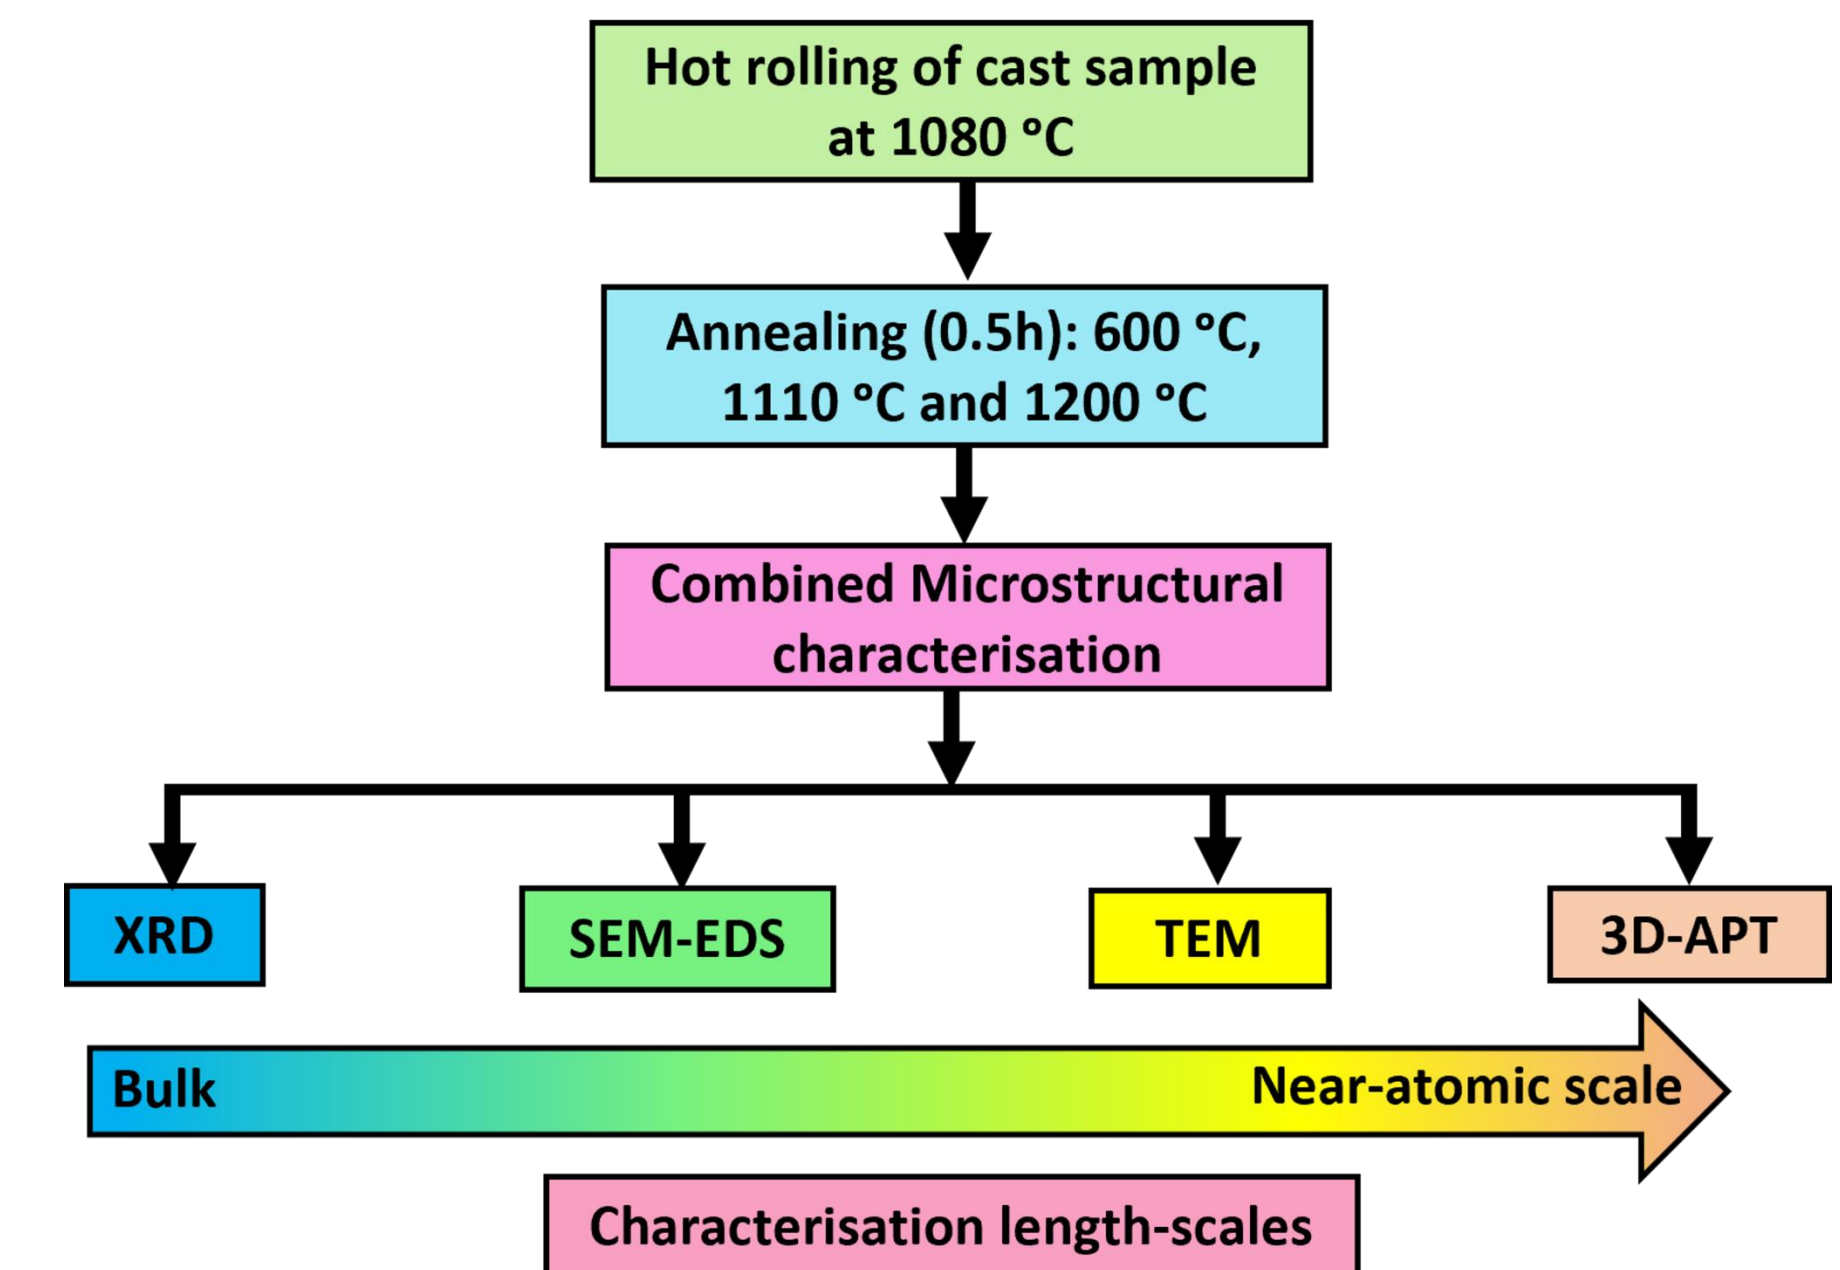 Hot rolling of cast sample
at 1080 °C
Annealing (0.5h): 600 °C,
1110 °C and 1200 °C
Combined Microstructural
characterisation
XRD
SEM-EDS
TEM
3D-APT
Bulk
Near-atomic scale
Characterisation length-scales